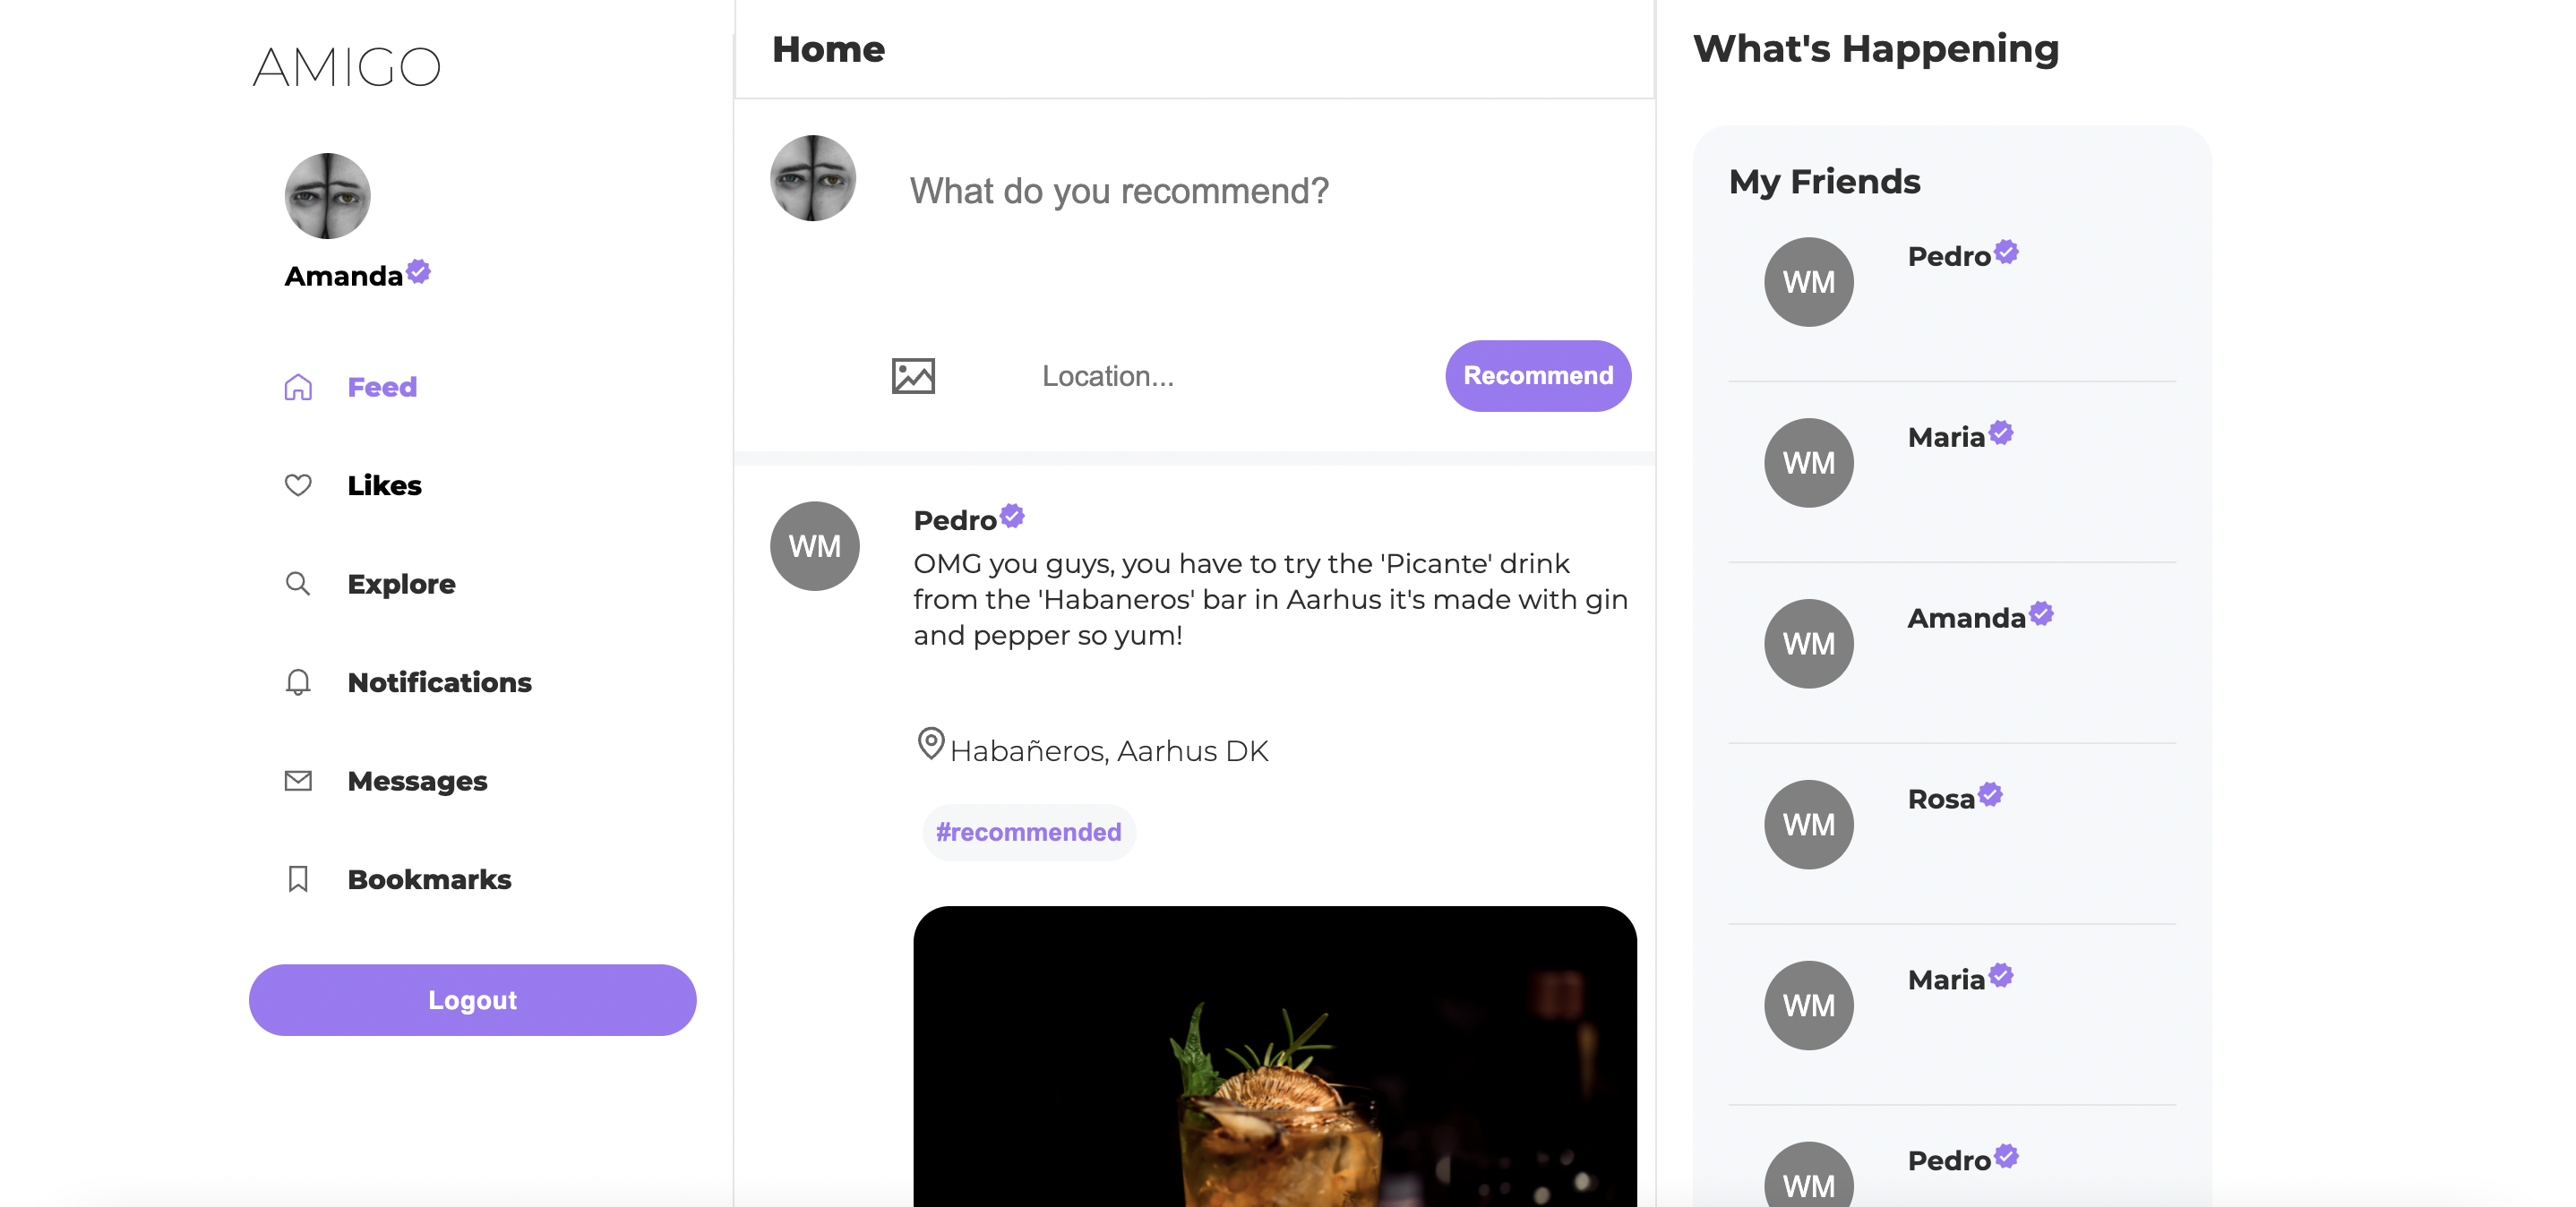 AMIGO
Amanda
Feed
Likes
Explore
Notifications
Messages
Bookmarks
Logout
Home
What do you recommend?
Location...
Recommend
WM
Pedro
OMG you guys, you have to try the 'Picante' drink
from the 'Habaneros' bar in Aarhus it's made with gin
and pepper so yum!
Habañeros, Aarhus DK
#recommended
What's Happening
My Friends
WM
Pedro
WM
Maria
WM
Amanda
WM
Rosa
WM
Maria
WM
Pedro